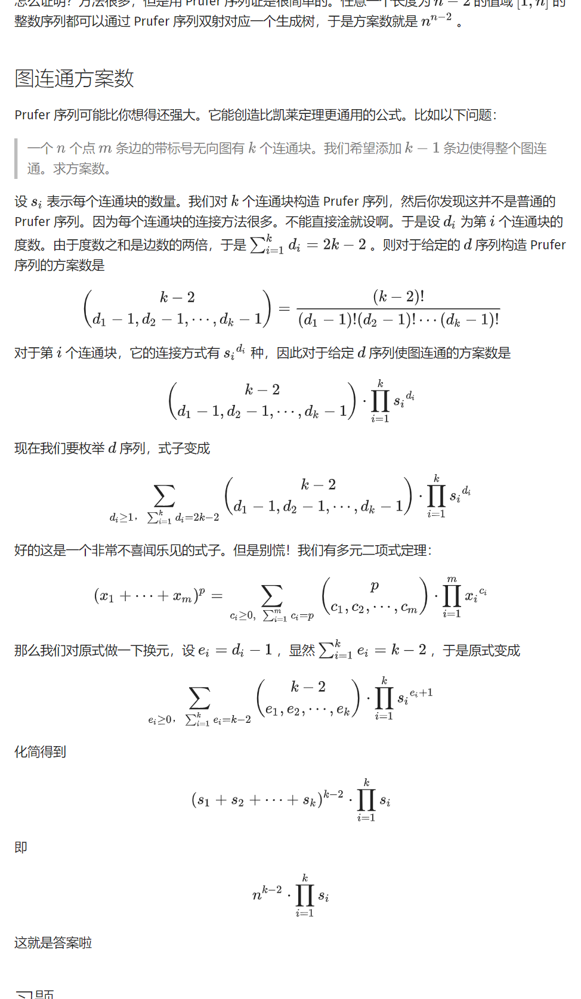 怎么证明？方法很多，但是用 Prufer 序列证是很简单的。任意一个长度为 n − 2 的值域 [1, n] 的
整数序列都可以通过 Prufer 序列双射对应一个生成树，于是方案数就是 n^{n−2} 。
图连通方案数
Prufer 序列可能比你想得还强大。它能创造比凯莱定理更通用的公式。比如以下问题：
一个 n 个点 m 条边的带标号无向图有 k 个连通块。我们希望添加 k − 1 条边使得整个图连
通。求方案数。
设 s_i 表示每个连通块的数量。我们对 k 个连通块构造 Prufer 序列，然后你发现这并不是普通的
Prufer 序列。因为每个连通块的连接方法很多。不能直接淦就设啊。于是设 d_i 为第 i 个连通块的
度数。由于度数之和是边数的两倍，于是 \sum_{i=1}^{k} d_i = 2k − 2 。则对于给定的 d 序列构造 Prufer
序列的方案数是
\binom{k − 2}{d_1 − 1, d_2 − 1, ⋯, d_k − 1} = \frac{(k − 2)!}{(d_1 − 1)!(d_2 − 1)!⋯(d_k − 1)!}
对于第 i 个连通块，它的连接方式有 {s_i}^{d_i} 种，因此对于给定 d 序列使图连通的方案数是
\binom{k − 2}{d_1 − 1, d_2 − 1, ⋯, d_k − 1} · \prod_{i=1}^{k} {s_i}^{d_i}
现在我们要枚举 d 序列，式子变成
\sum_{d_i≥1，\sum_{i=1}^{k} d_i=2k−2} \binom{k − 2}{d_1 − 1, d_2 − 1, ⋯, d_k − 1} · \prod_{i=1}^{k} {s_i}^{d_i}
好的这是一个非常不喜闻乐见的式子。但是别慌！我们有多元二项式定理：
(x_1 + ⋯ + x_m)^p = \sum_{c_i≥0, \sum_{i=1}^{m} c_i=p} \binom{p}{c_1, c_2, ⋯, c_m} · \prod_{i=1}^{m} {x_i}^{c_i}
那么我们对原式做一下换元，设 e_i = d_i − 1 ，显然 \sum_{i=1}^{k} e_i = k − 2 ，于是原式变成
\sum_{e_i≥0，\sum_{i=1}^{k} e_i=k−2} \binom{k − 2}{e_1, e_2, ⋯, e_k} · \prod_{i=1}^{k} {s_i}^{e_i+1}
化简得到
(s_1 + s_2 + ⋯ + s_k)^{k−2} · \prod_{i=1}^{k} s_i
即
n^{k−2} · \prod_{i=1}^{k} s_i
这就是答案啦
习题